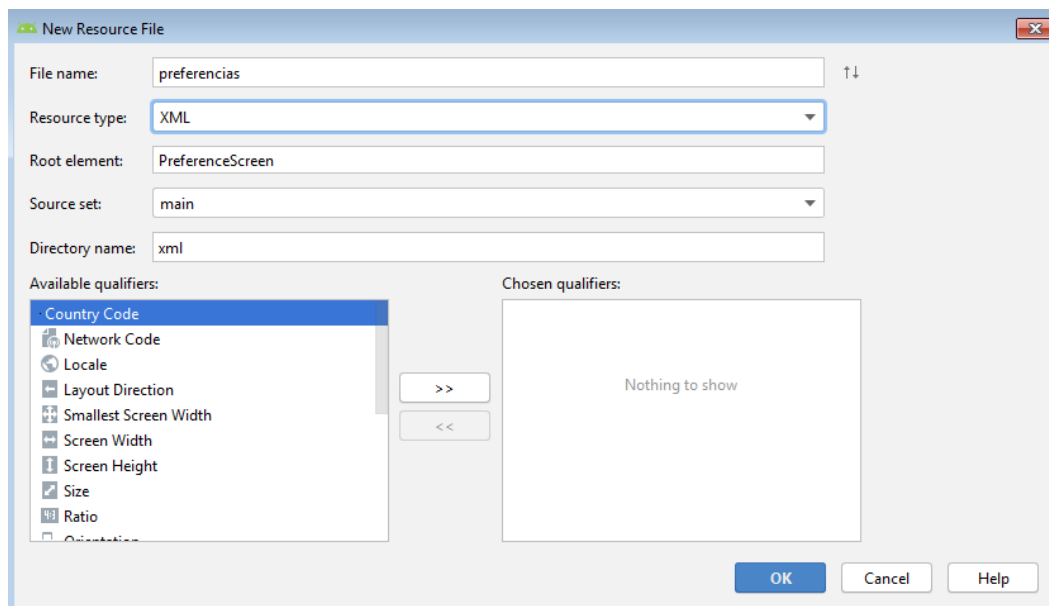 New Resource File
File name: preferencias
Resource type: XML
Root element: PreferenceScreen
Source set: main
Directory name: xml
Available qualifiers: Chosen qualifiers:
Country Code
Network Code
Locale
Layout Direction
Smallest Screen Width
Screen Width
Screen Height
Size
Ratio
Orientation
>>
<<
Nothing to show
OK Cancel Help